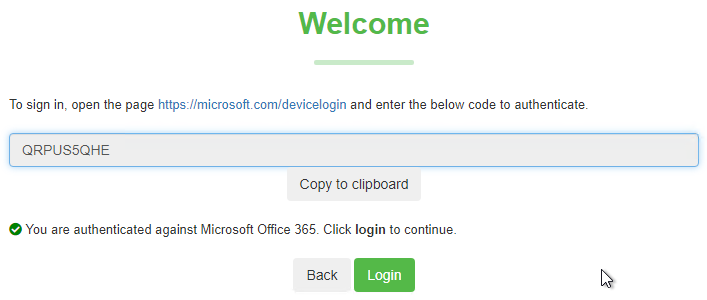 Welcome
To sign in, open the page https://microsoft.com/devicelogin and enter the below code to authenticate.
QRPUS5QHE
Copy to clipboard
You are authenticated against Microsoft Office 365. Click login to continue.
Back Login